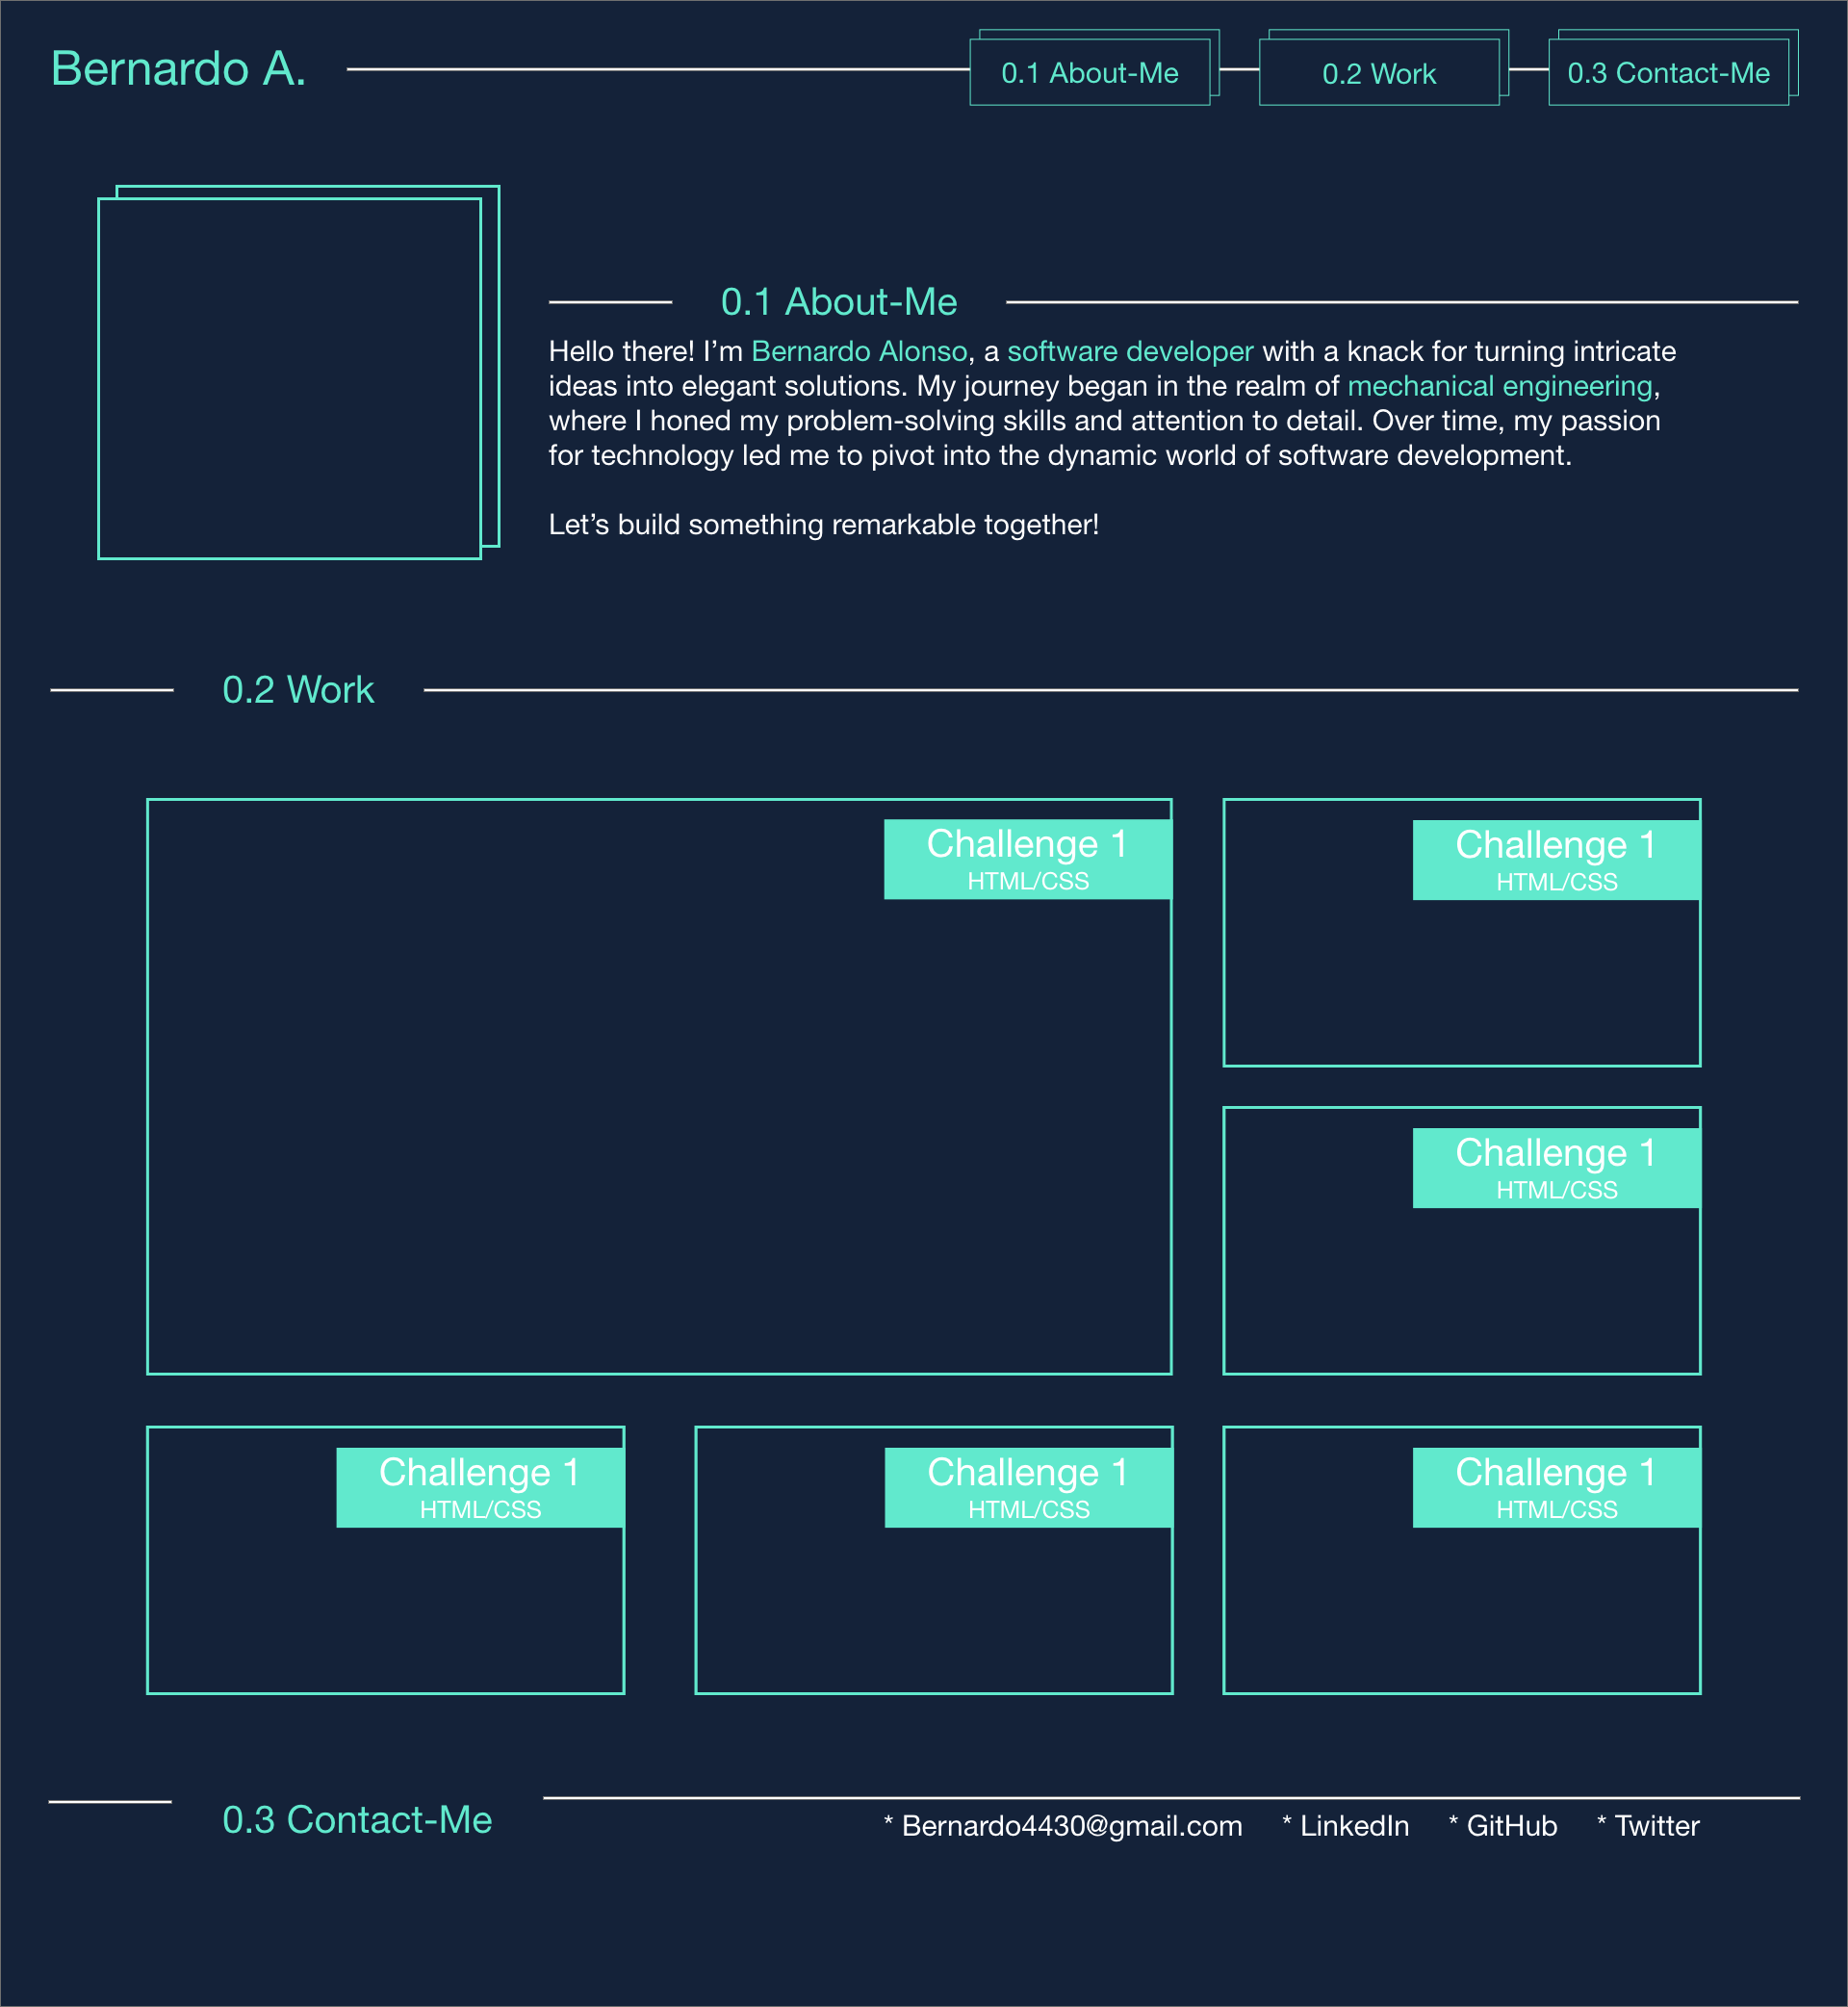 Bernardo A.
0.1 About-Me
0.2 Work
0.3 Contact-Me
0.1 About-Me
Hello there! I’m Bernardo Alonso, a software developer with a knack for turning intricate
ideas into elegant solutions. My journey began in the realm of mechanical engineering,
where I honed my problem-solving skills and attention to detail. Over time, my passion
for technology led me to pivot into the dynamic world of software development.
Let’s build something remarkable together!
0.2 Work
Challenge 1
HTML/CSS
Challenge 1
HTML/CSS
Challenge 1
HTML/CSS
Challenge 1
HTML/CSS
Challenge 1
HTML/CSS
Challenge 1
HTML/CSS
0.3 Contact-Me
* Bernardo4430@gmail.com
* LinkedIn
* GitHub
* Twitter